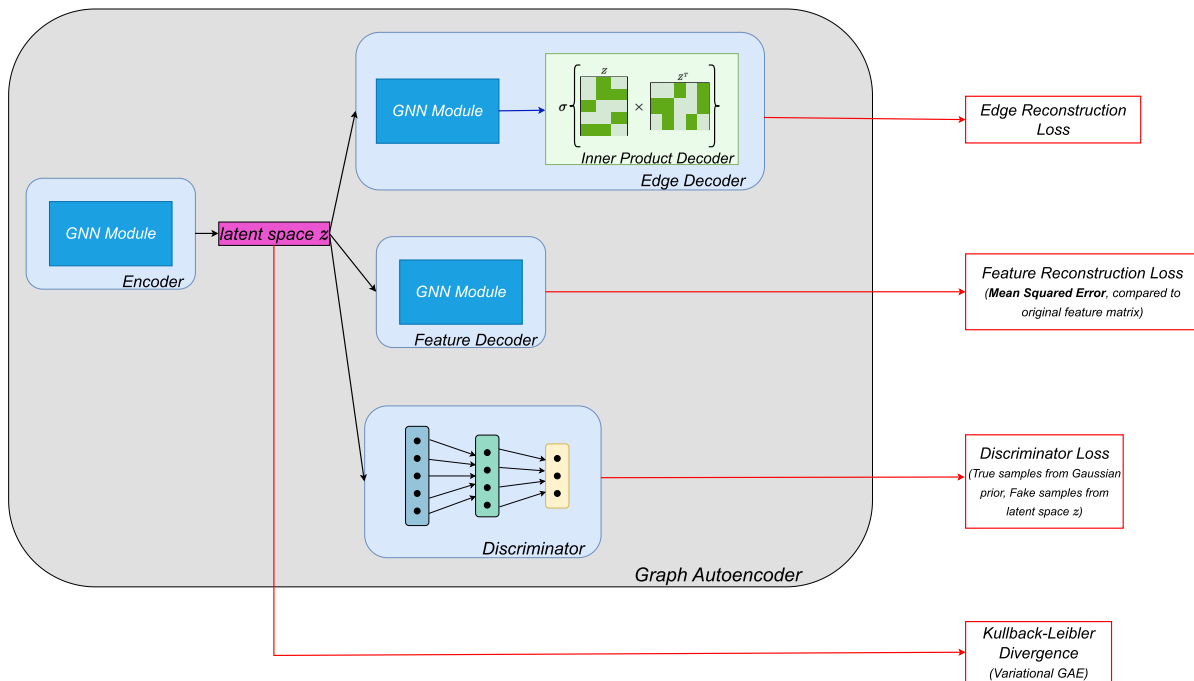 GNN Module
Encoder
latent space z
GNN Module
σ
z
×
zᵀ
Inner Product Decoder
Edge Decoder
GNN Module
Feature Decoder
Discriminator
Graph Autoencoder
Edge Reconstruction
Loss
Feature Reconstruction Loss
(Mean Squared Error, compared to
original feature matrix)
Discriminator Loss
(True samples from Gaussian
prior, Fake samples from
latent space z)
Kullback-Leibler
Divergence
(Variational GAE)